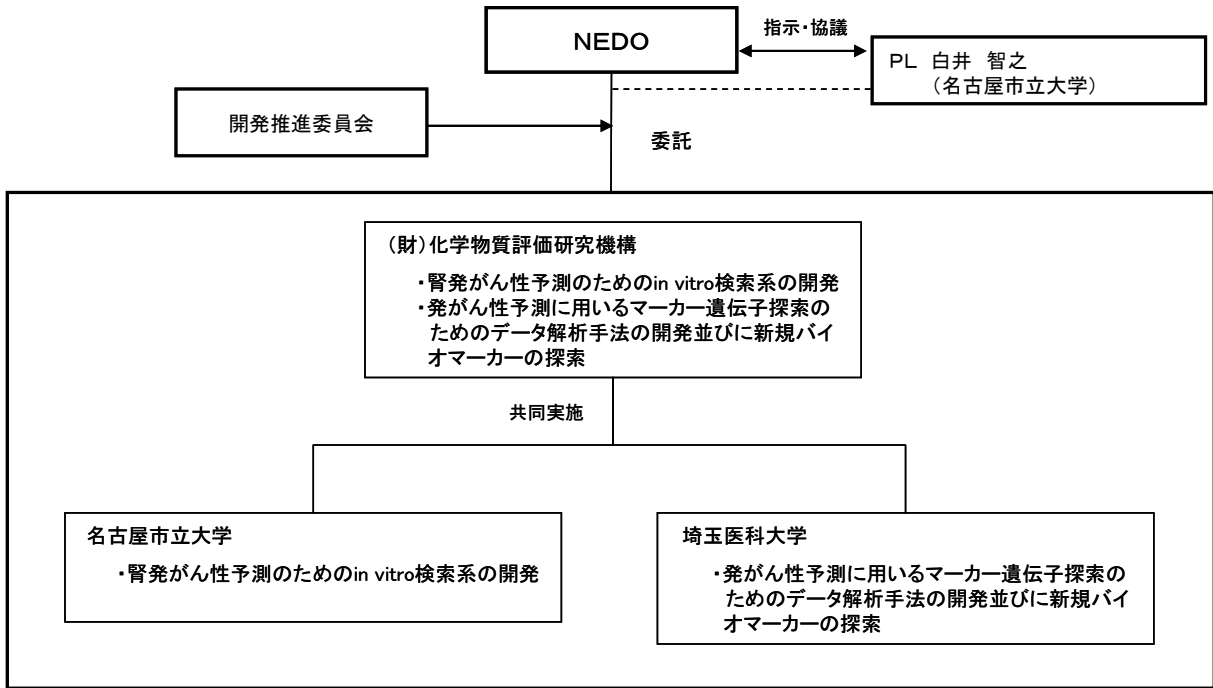 NEDO
指示・協議
PL 白井 智之
(名古屋市立大学)
開発推進委員会
委託
(財)化学物質評価研究機構
・腎発がん性予測のためのin vitro検索系の開発
・発がん性予測に用いるマーカー遺伝子探索の
ためのデータ解析手法の開発並びに新規バイ
オマーカーの探索
共同実施
名古屋市立大学
・腎発がん性予測のためのin vitro検索系の開発
埼玉医科大学
・発がん性予測に用いるマーカー遺伝子探索の
ためのデータ解析手法の開発並びに新規バイ
オマーカーの探索